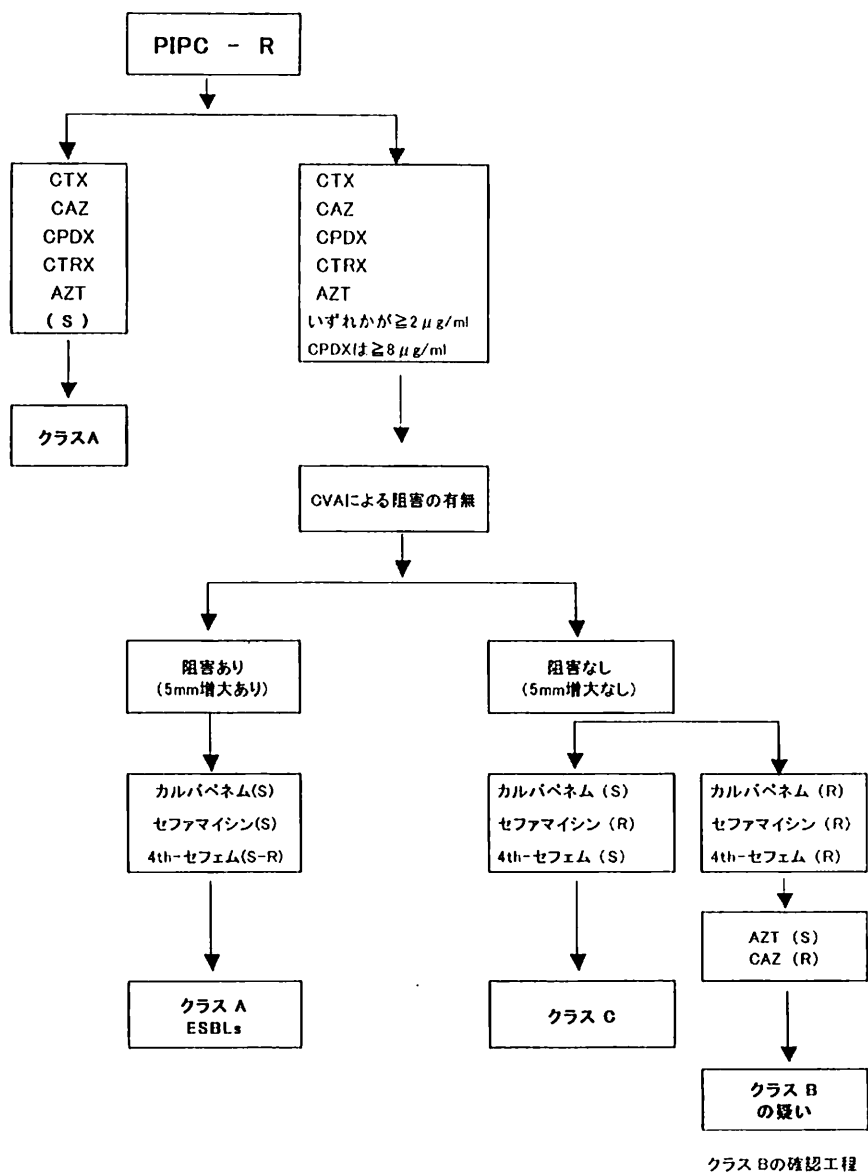 PIPC - R
CTX
CAZ
CPDX
CTRX
AZT
(S)
クラスA
CTX
CAZ
CPDX
CTRX
AZT
いずれかが≧2μg/ml
CPDXは≧8μg/ml
CVAによる阻害の有無
阻害あり
(5mm増大あり)
カルバペネム(S)
セファマイシン(S)
4th-セフェム(S-R)
クラス A
ESBLs
阻害なし
(5mm増大なし)
カルバペネム (S)
セファマイシン (R)
4th-セフェム (S)
クラス C
カルバペネム (R)
セファマイシン (R)
4th-セフェム (R)
AZT (S)
CAZ (R)
クラス B
の疑い
クラス Bの確認工程